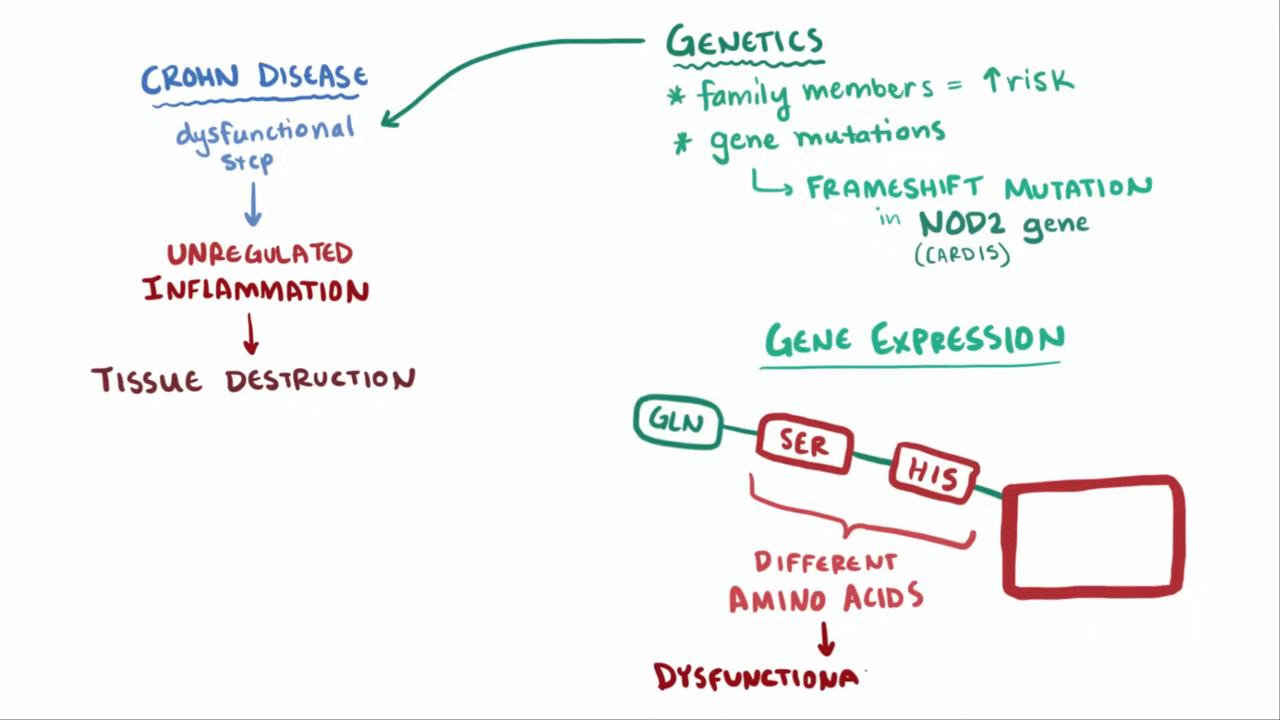 CROHN DISEASE
dysfunctional
step
UNREGULATED
INFLAMMATION
TISSUE DESTRUCTION
GENETICS
* family members = ↑risk
* gene mutations
FRAMESHIFT MUTATION
in NOD2 gene
(CARD15)
GENE EXPRESSION
GLN
SER
HIS
DIFFERENT
AMINO ACIDS
DYSFUNCTIONA